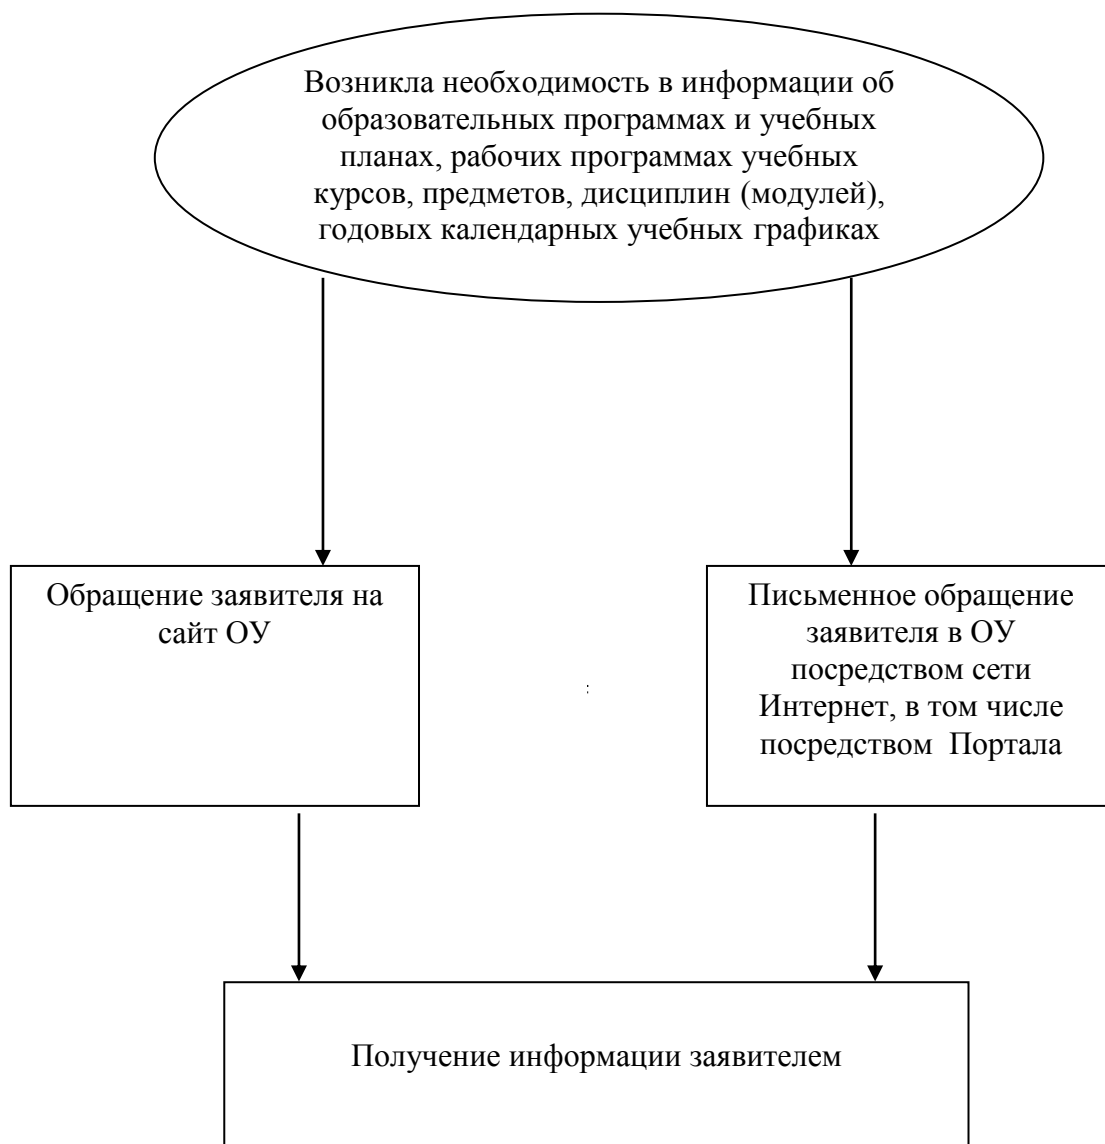 Возникла необходимость в информации об
образовательных программах и учебных
планах, рабочих программах учебных
курсов, предметов, дисциплин (модулей),
годовых календарных учебных графиках
Обращение заявителя на
сайт ОУ
Письменное обращение
заявителя в ОУ
посредством сети
Интернет, в том числе
посредством  Портала
:
Получение информации заявителем